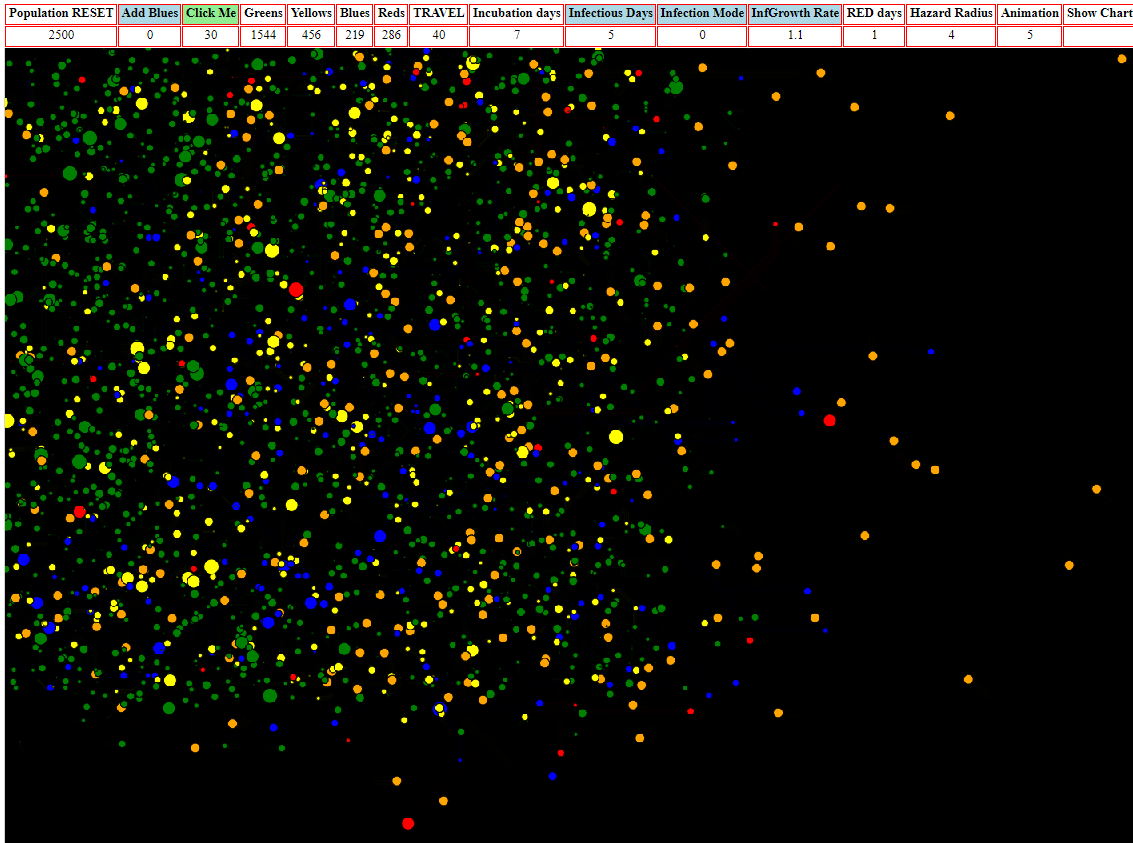 Population RESET Add Blues Click Me Greens Yellows Blues Reds TRAVEL Incubation days Infectious Days Infection Mode InfGrowth Rate RED days Hazard Radius Animation Show Chart
2500 0 30 1544 456 219 286 40 7 5 0 1.1 1 4 5